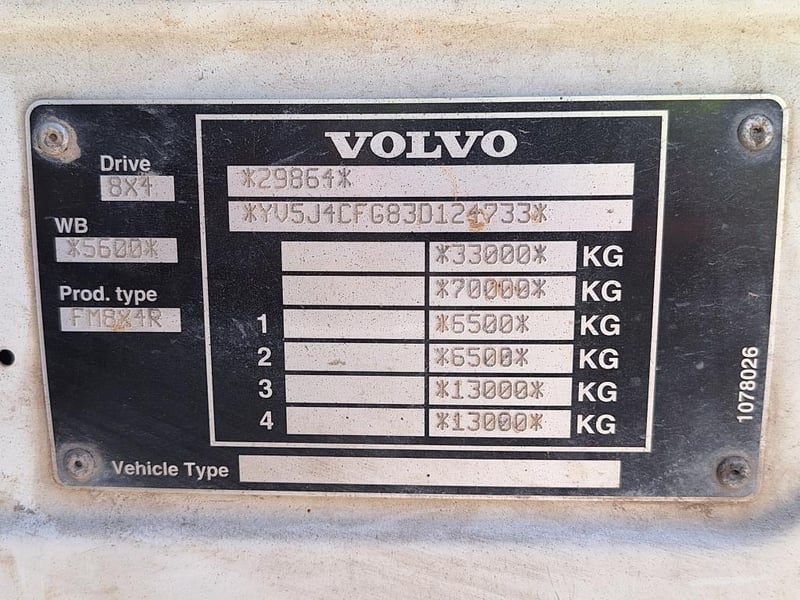 VOLVO
Drive
8X4
WB
*5600*
Prod. type
FM8X4R
*29864*
*YV5J4CFG83D124733*
*33000* KG
*70000* KG
1 *6500* KG
2 *6500* KG
3 *13000* KG
4 *13000* KG
Vehicle Type
1078026